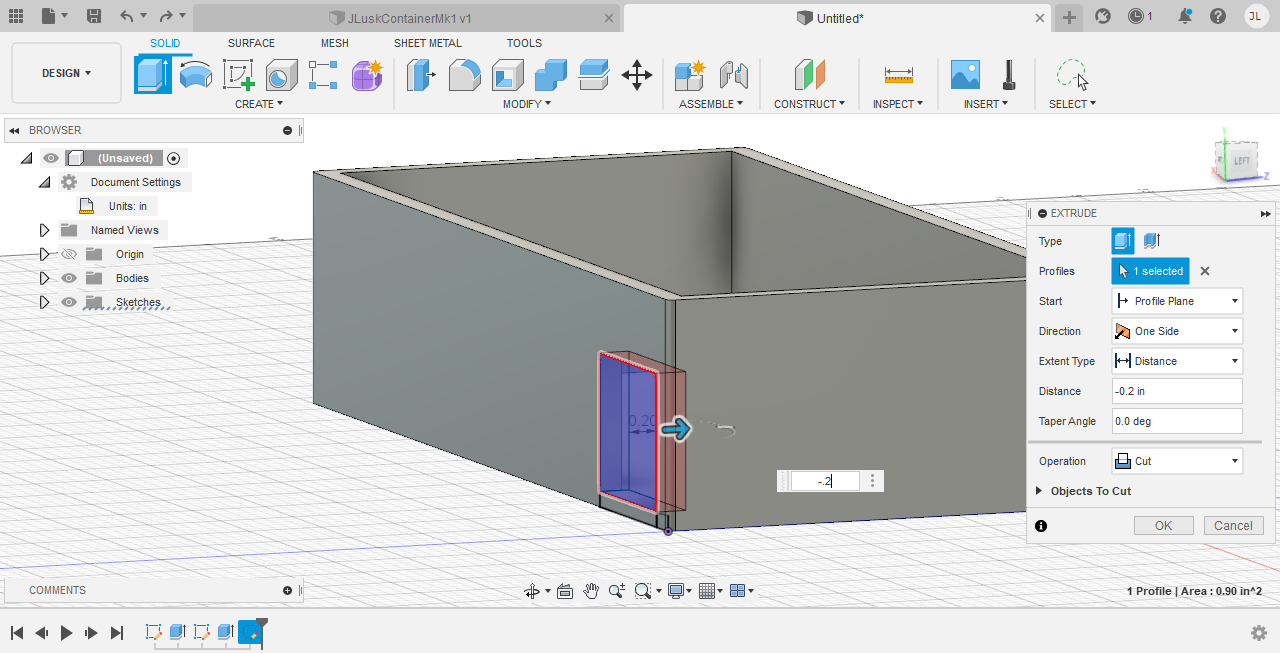 JLuskContainerMk1 v1
Untitled*
1
JL
DESIGN
SOLID SURFACE MESH SHEET METAL TOOLS
CREATE MODIFY ASSEMBLE CONSTRUCT INSPECT INSERT SELECT
BROWSER
(Unsaved)
Document Settings
Units: in
Named Views
Origin
Bodies
Sketches
Y
LEFT
X
Z
0.20
-.2
EXTRUDE
Type
Profiles 1 selected
Start Profile Plane
Direction One Side
Extent Type Distance
Distance -0.2 in
Taper Angle 0.0 deg
Operation Cut
Objects To Cut
OK Cancel
COMMENTS
1 Profile | Area : 0.90 in^2